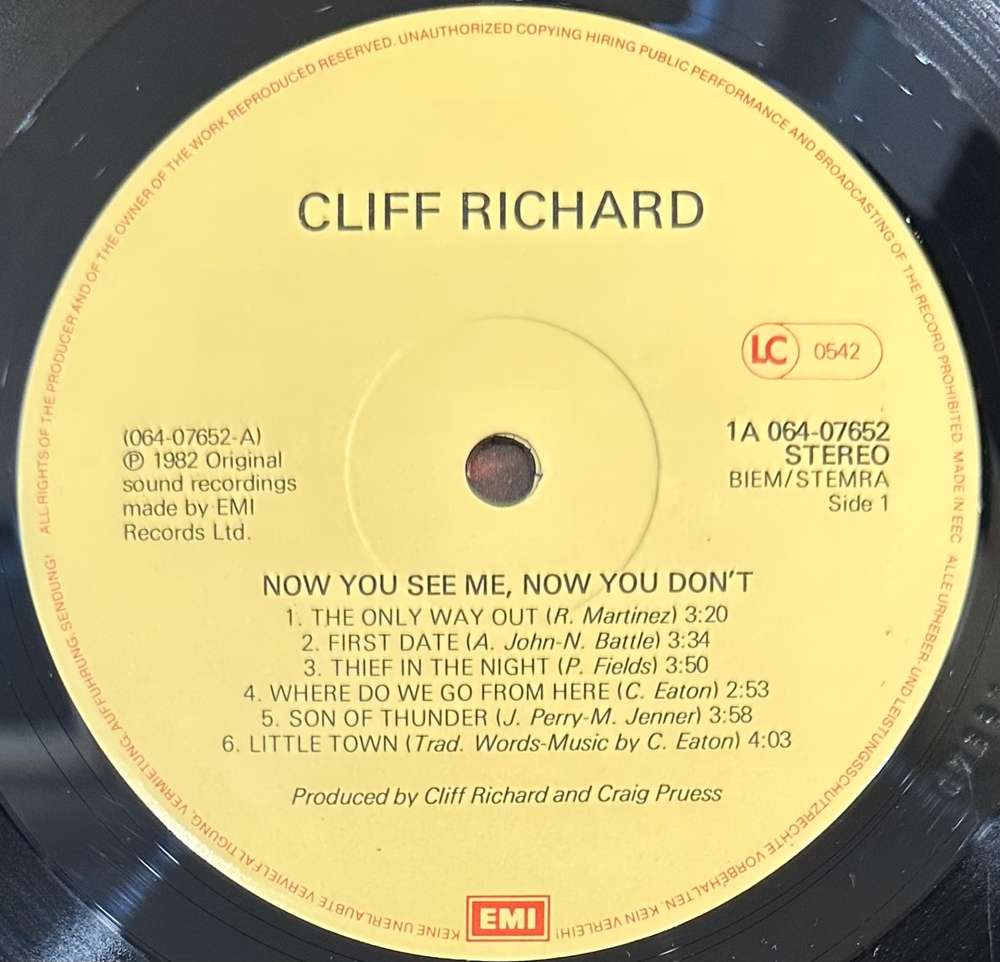 ALL RIGHTS OF THE PRODUCER AND OF THE OWNER OF THE WORK REPRODUCED RESERVED. UNAUTHORIZED COPYING HIRING PUBLIC PERFORMANCE AND BROADCASTING OF THE RECORD PROHIBITED. MADE IN EEC
CLIFF RICHARD
LC 0542
(064-07652-A)
℗ 1982 Original
sound recordings
made by EMI
Records Ltd.
1A 064-07652
STEREO
BIEM/STEMRA
Side 1
NOW YOU SEE ME, NOW YOU DON'T
1. THE ONLY WAY OUT (R. Martinez) 3:20
2. FIRST DATE (A. John-N. Battle) 3:34
3. THIEF IN THE NIGHT (P. Fields) 3:50
4. WHERE DO WE GO FROM HERE (C. Eaton) 2:53
5. SON OF THUNDER (J. Perry-M. Jenner) 3:58
6. LITTLE TOWN (Trad. Words-Music by C. Eaton) 4:03
Produced by Cliff Richard and Craig Pruess
EMI
ALLE URHEBER- UND LEISTUNGSSCHUTZRECHTE VORBEHALTEN. KEIN VERLEIH! KEINE UNERLAUBTE VERVIELFALTIGUNG, VERMIETUNG, AUFFUHRUNG, SENDUNG!